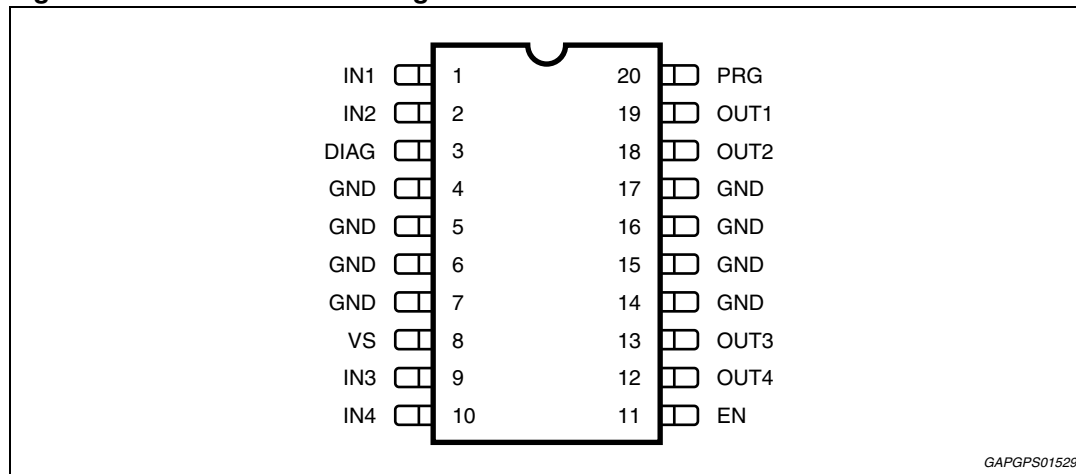 IN1 1 20 PRG
IN2 2 19 OUT1
DIAG 3 18 OUT2
GND 4 17 GND
GND 5 16 GND
GND 6 15 GND
GND 7 14 GND
VS 8 13 OUT3
IN3 9 12 OUT4
IN4 10 11 EN
GAPGPS01529